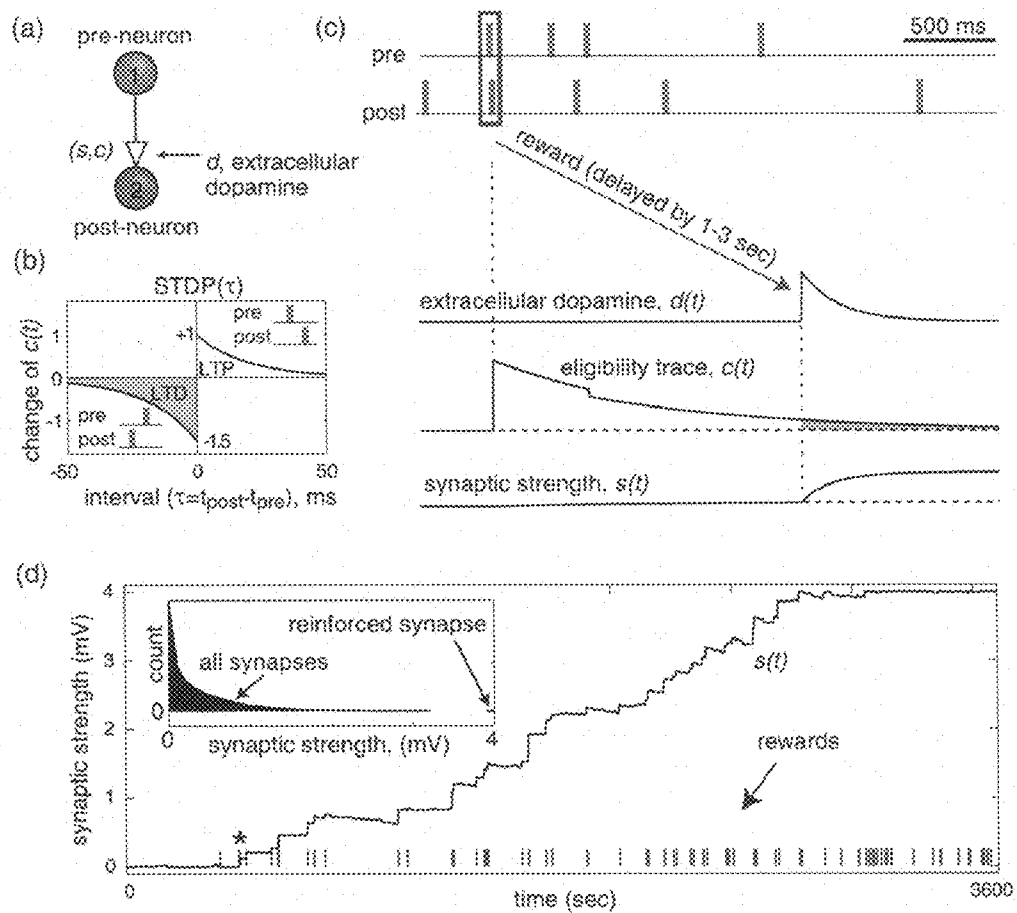 (a)
pre-neuron
1
(s,c)
d, extracellular
dopamine
2
post-neuron
(b)
STDP(τ)
change of c(t)
1
0
-1
+1
pre
post
LTP
LTD
pre
post
-1.5
-50
0
50
interval (τ=tpost-tpre), ms
(c)
500 ms
pre
post
reward (delayed by 1-3 sec)
extracellular dopamine, d(t)
eligibility trace, c(t)
synaptic strength, s(t)
(d)
synaptic strength (mV)
4
3
2
1
0
count
0
all synapses
reinforced synapse
0
synaptic strength, (mV)
4
s(t)
rewards
*
0
time (sec)
3600